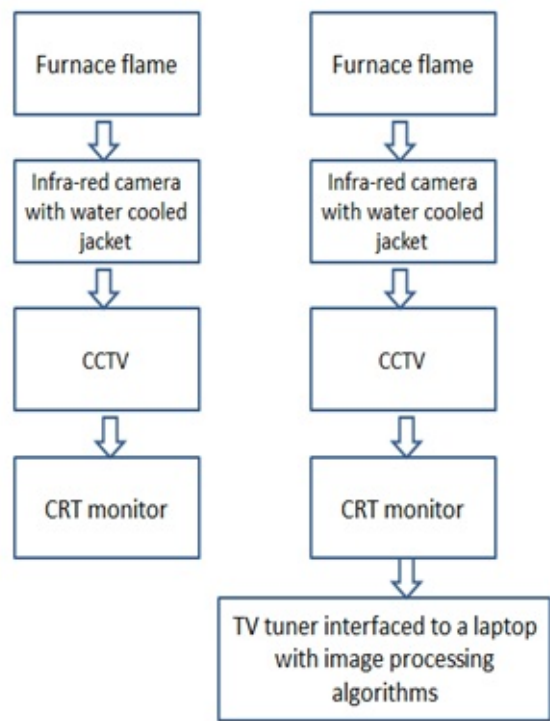 Furnace flame
Infra-red camera
with water cooled
jacket
CCTV
CRT monitor
Furnace flame
Infra-red camera
with water cooled
jacket
CCTV
CRT monitor
TV tuner interfaced to a laptop
with image processing
algorithms